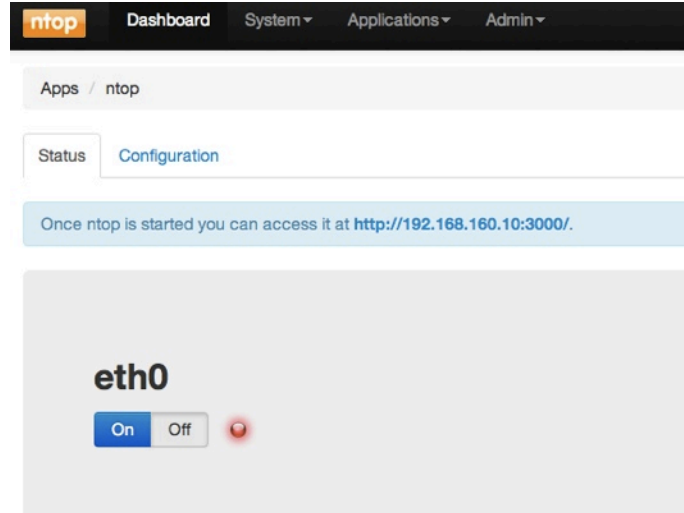 ntop Dashboard System Applications Admin
Apps / ntop
Status Configuration
Once ntop is started you can access it at http://192.168.160.10:3000/.
eth0
On Off